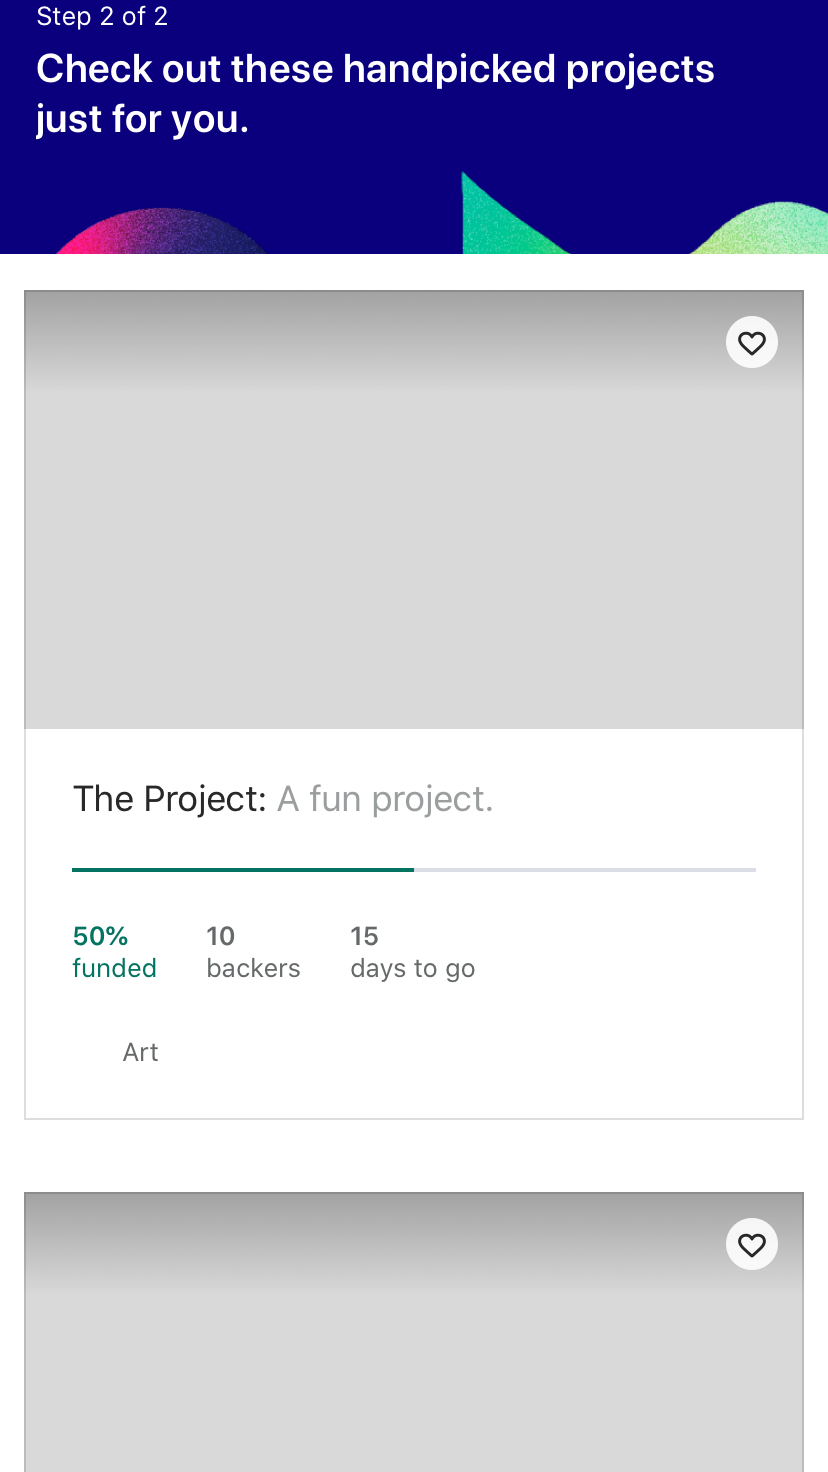 Step 2 of 2
Check out these handpicked projects
just for you.
The Project: A fun project.
50% 10 15
funded backers days to go
Art